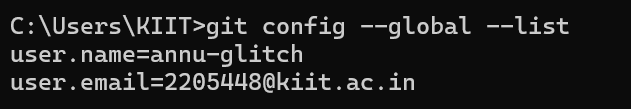 C:\Users\KIIT>git config --global --list
user.name=annu-glitch
user.email=2205448@kiit.ac.in